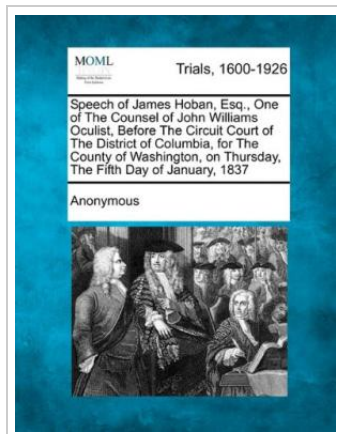 MOML
Trials, 1600-1926
Speech of James Hoban, Esq., One
of The Counsel of John Williams
Oculist, Before The Circuit Court of
The District of Columbia, for The
County of Washington, on Thursday,
The Fifth Day of January, 1837
Anonymous